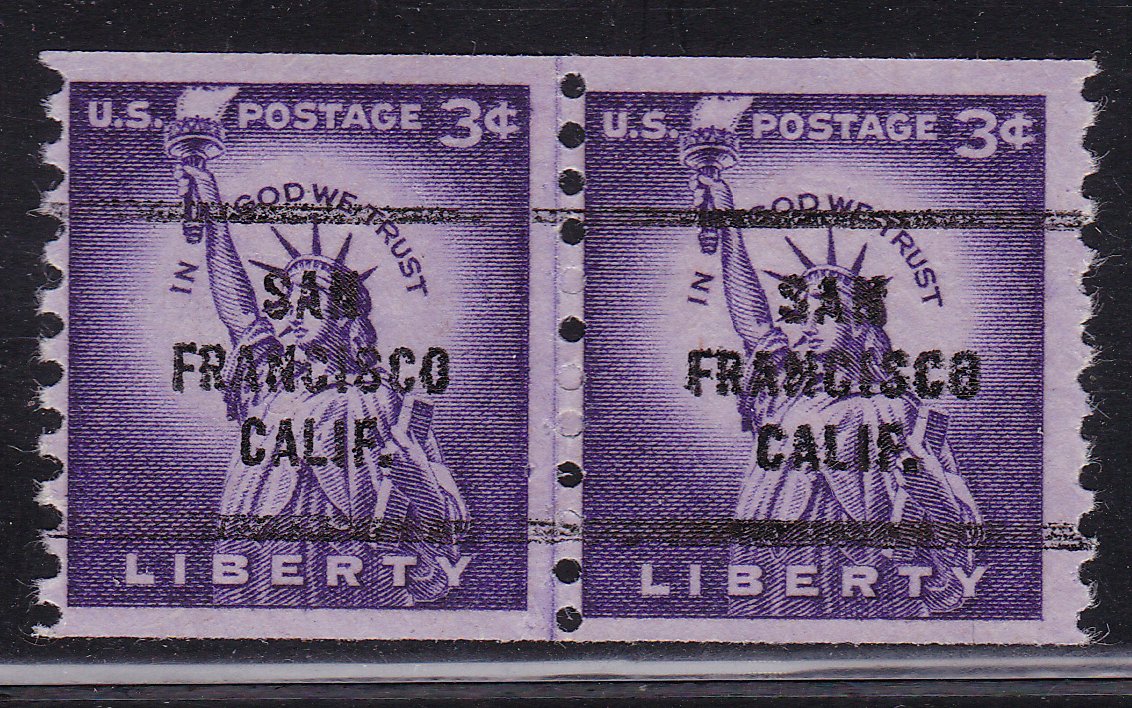 U.S. POSTAGE 3¢
IN GOD WE TRUST
SAN
FRANCISCO
CALIF.
LIBERTY
U.S. POSTAGE 3¢
IN GOD WE TRUST
SAN
FRANCISCO
CALIF.
LIBERTY